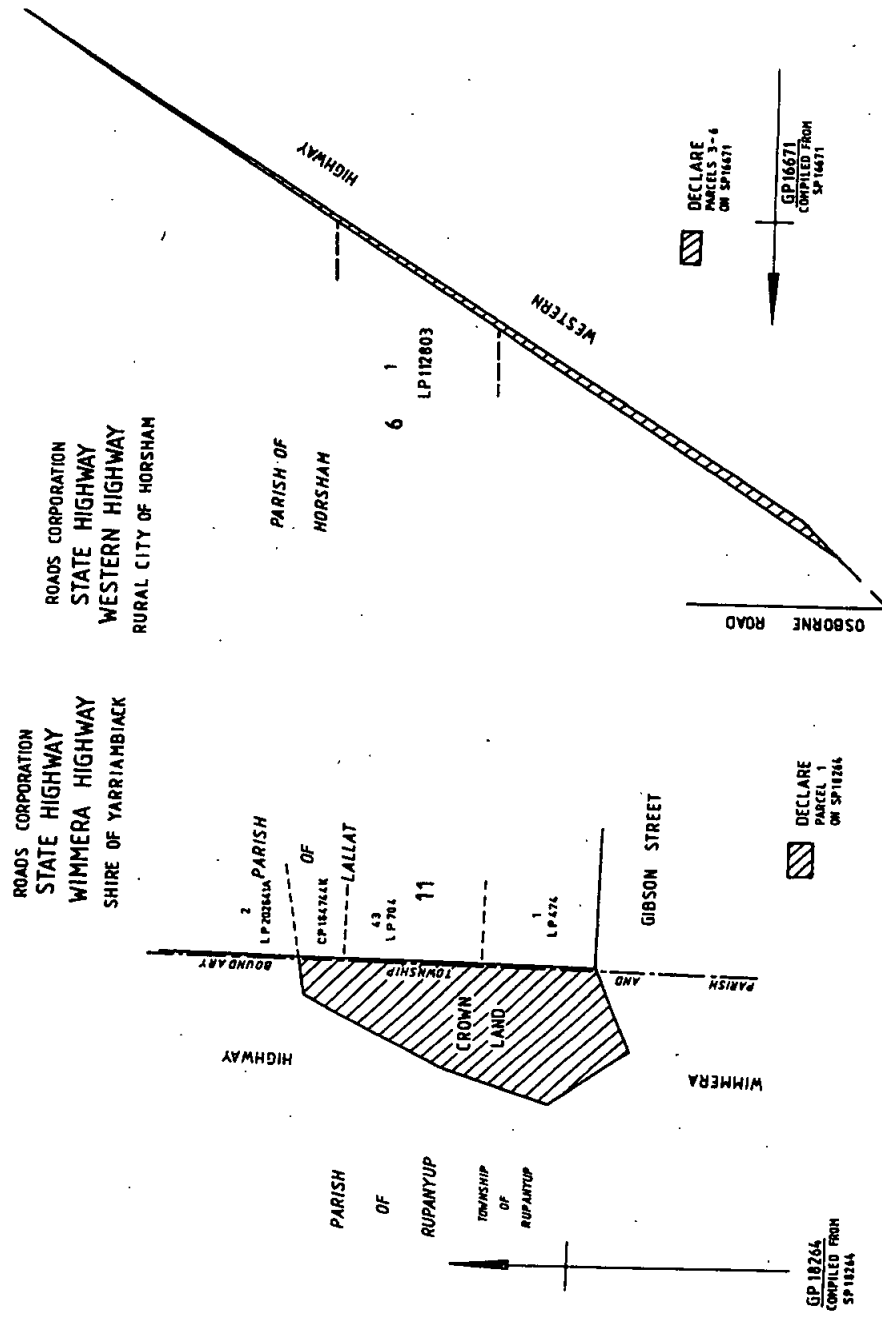 ROADS CORPORATION
STATE HIGHWAY
WESTERN HIGHWAY
RURAL CITY OF HORSHAM
HIGHWAY
PARISH OF
HORSHAM
6
1
LP112803
WESTERN
OSBORNE ROAD
DECLARE
PARCELS 3-6
ON SP16671
GP16671
COMPILED FROM
SP16671
ROADS CORPORATION
STATE HIGHWAY
WIMMERA HIGHWAY
SHIRE OF YARRIAMBIACK
2
LP202641A
PARISH
OF
LALLAT
CP164744K
43
LP704
11
1
LP474
GIBSON STREET
PARISH AND TOWNSHIP BOUNDARY
CROWN
LAND
WIMMERA HIGHWAY
DECLARE
PARCEL 1
ON SP18264
PARISH
OF
RUPANYUP
TOWNSHIP
OF
RUPANYUP
GP18264
COMPILED FROM
SP18264